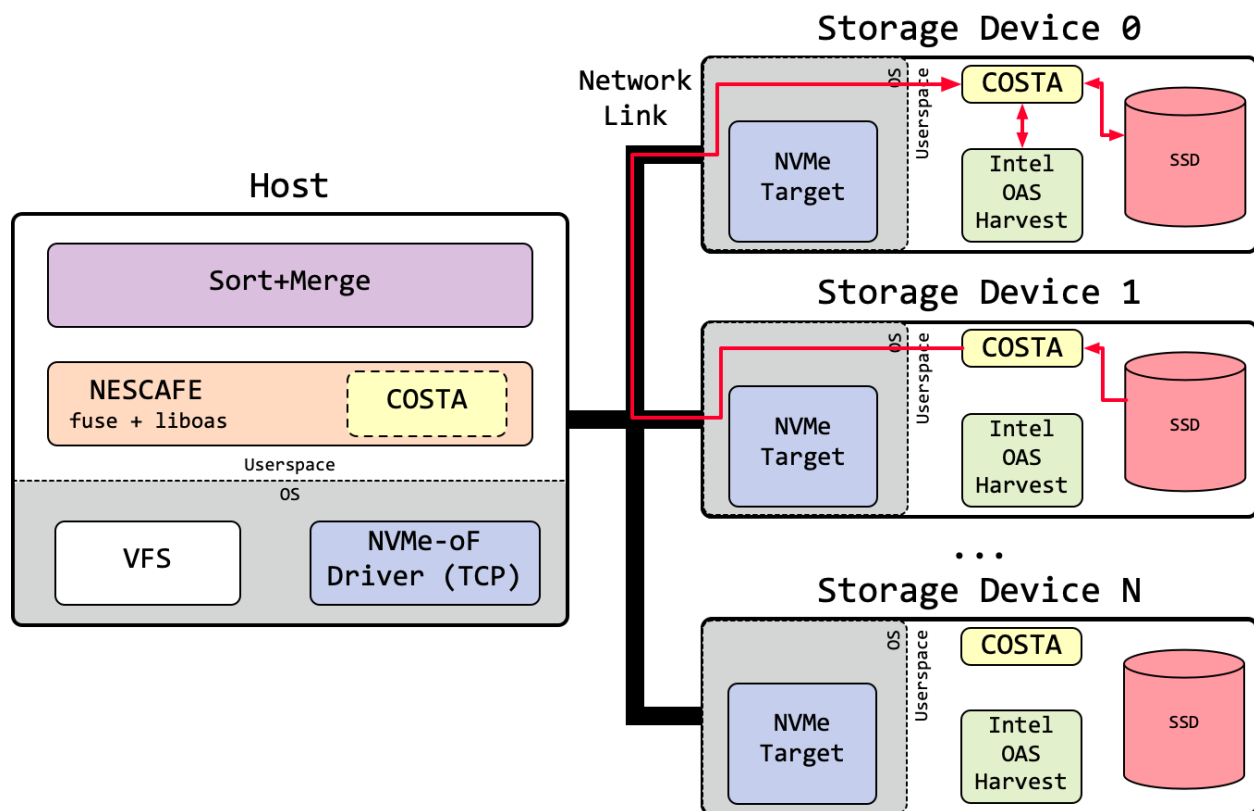 Host
Sort+Merge
NESCAFE
fuse + liboas
COSTA
Userspace
OS
VFS
NVMe-oF
Driver (TCP)
Network
Link
Storage Device 0
OS
Userspace
NVMe
Target
COSTA
Intel
OAS
Harvest
SSD
Storage Device 1
OS
Userspace
NVMe
Target
COSTA
Intel
OAS
Harvest
SSD
...
Storage Device N
OS
Userspace
NVMe
Target
COSTA
Intel
OAS
Harvest
SSD